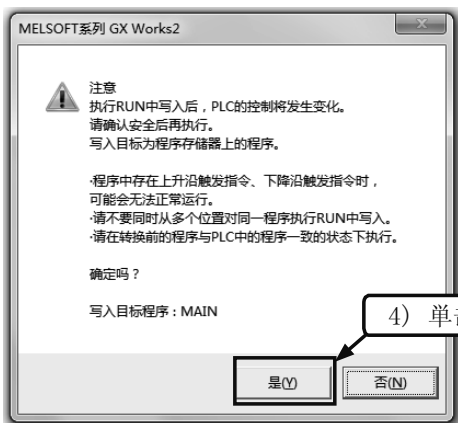 MELSOFT系列 GX Works2
注意
执行RUN中写入后，PLC的控制将发生变化。
请确认安全后再执行。
写入目标为程序存储器上的程序。
·程序中存在上升沿触发指令、下降沿触发指令时，
可能会无法正常运行。
·请不要同时从多个位置对同一程序执行RUN中写入。
·请在转换前的程序与PLC中的程序一致的状态下执行。
确定吗？
写入目标程序：MAIN
4) 单
是(Y)
否(N)